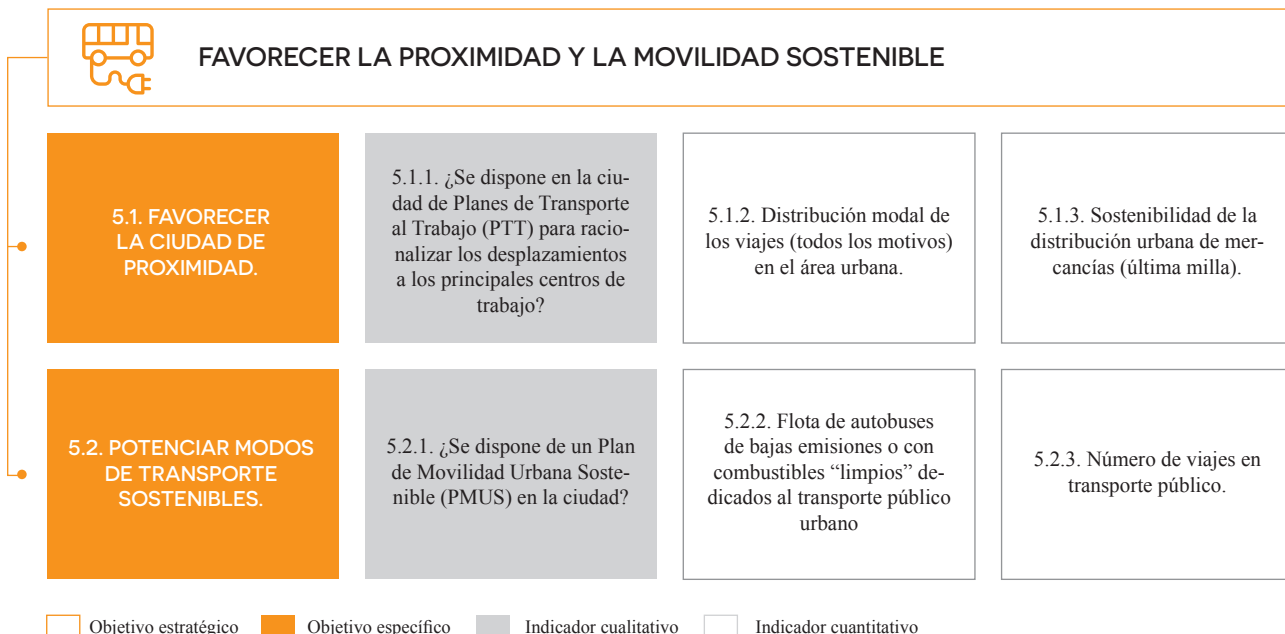 FAVORECER LA PROXIMIDAD Y LA MOVILIDAD SOSTENIBLE
5.1. FAVORECER
LA CIUDAD DE
PROXIMIDAD.
5.1.1. ¿Se dispone en la ciu-
dad de Planes de Transporte
al Trabajo (PTT) para racio-
nalizar los desplazamientos
a los principales centros de
trabajo?
5.1.2. Distribución modal de
los viajes (todos los motivos)
en el área urbana.
5.1.3. Sostenibilidad de la
distribución urbana de mer-
cancías (última milla).
5.2. POTENCIAR MODOS
DE TRANSPORTE
SOSTENIBLES.
5.2.1. ¿Se dispone de un Plan
de Movilidad Urbana Soste-
nible (PMUS) en la ciudad?
5.2.2. Flota de autobuses
de bajas emisiones o con
combustibles “limpios” de-
dicados al transporte público
urbano
5.2.3. Número de viajes en
transporte público.
Objetivo estratégico Objetivo específico Indicador cualitativo Indicador cuantitativo